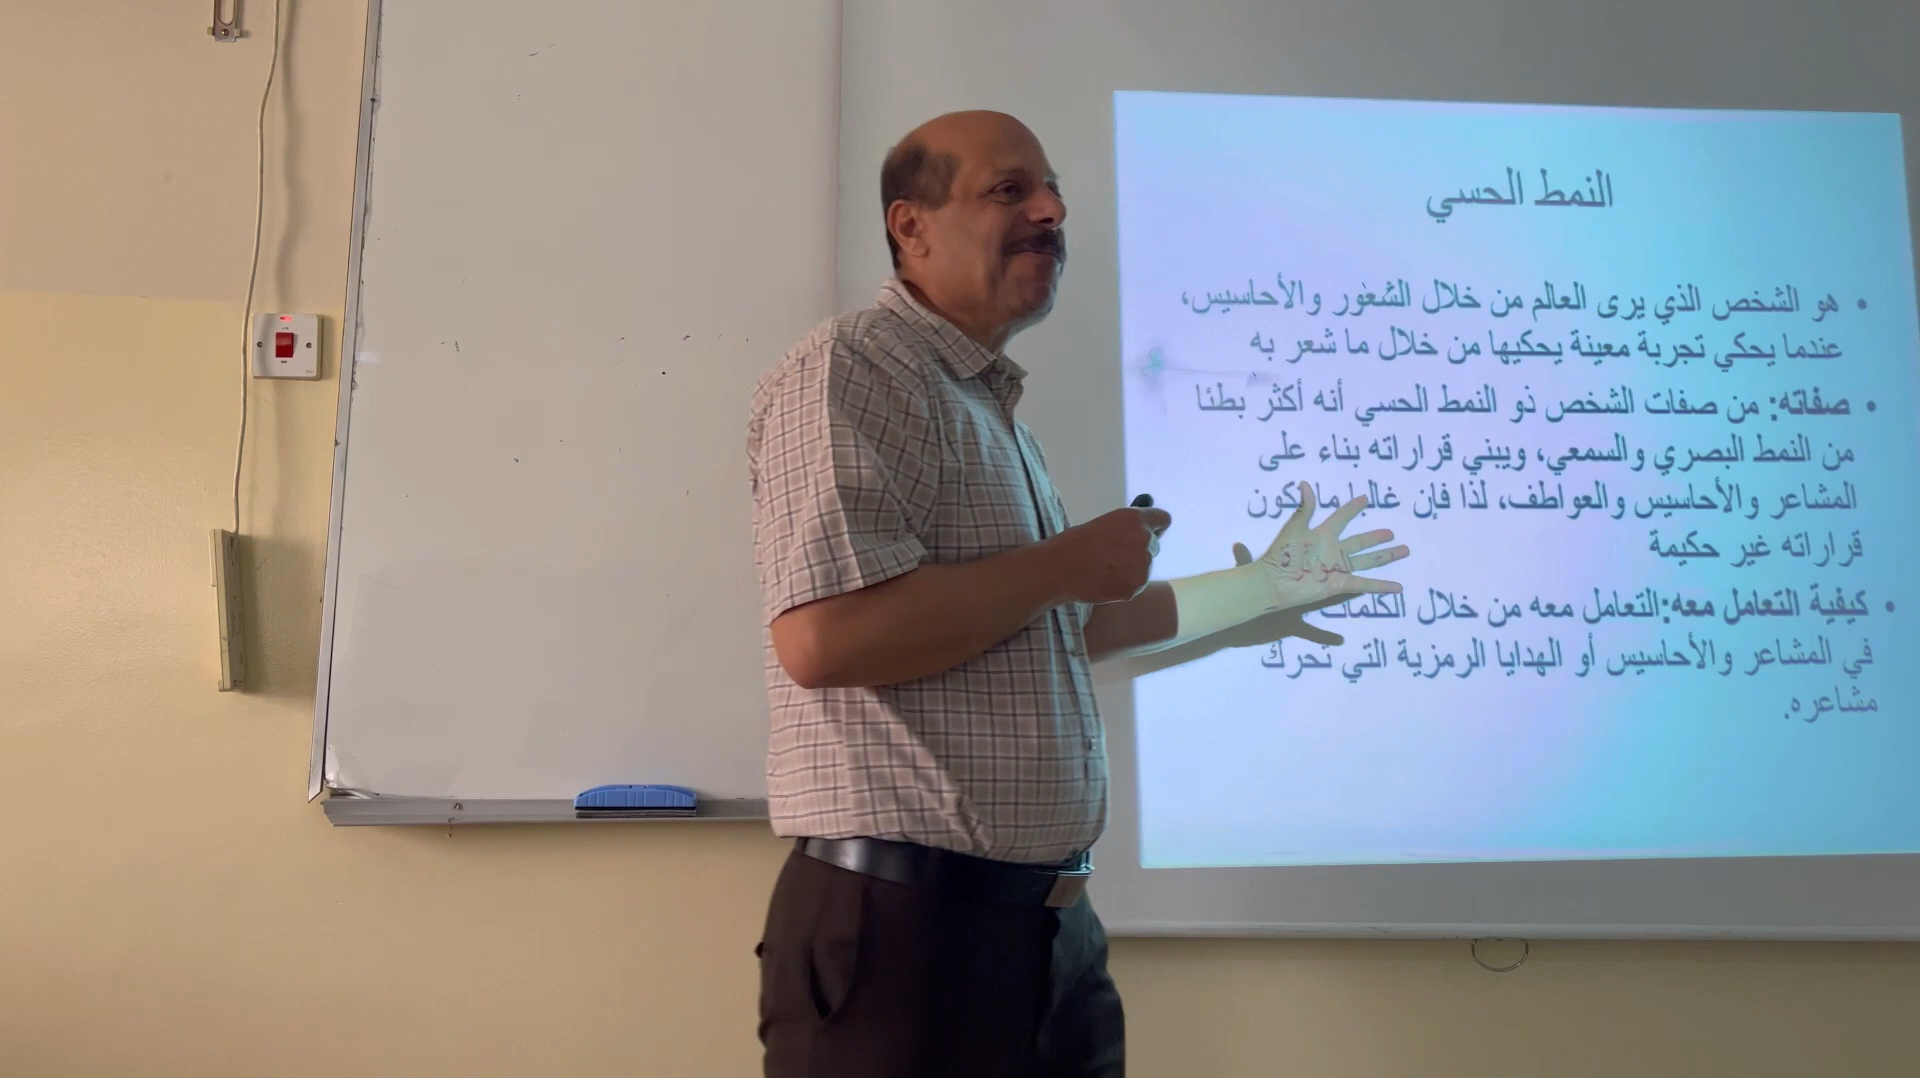 النمط الحسي
• هو الشخص الذي يرى العالم من خلال الشعور والأحاسيس،
عندما يحكي تجربة معينة يحكيها من خلال ما شعر به
• صفاته: من صفات الشخص ذو النمط الحسي أنه أكثر بطئا
من النمط البصري والسمعي، ويبني قراراته بناء على
المشاعر والأحاسيس والعواطف، لذا فإن غالبا ما يكون
قراراته غير حكيمة
• كيفية التعامل معه:التعامل معه من خلال الكلمات المؤثرة
في المشاعر والأحاسيس أو الهدايا الرمزية التي تحرك
مشاعره.